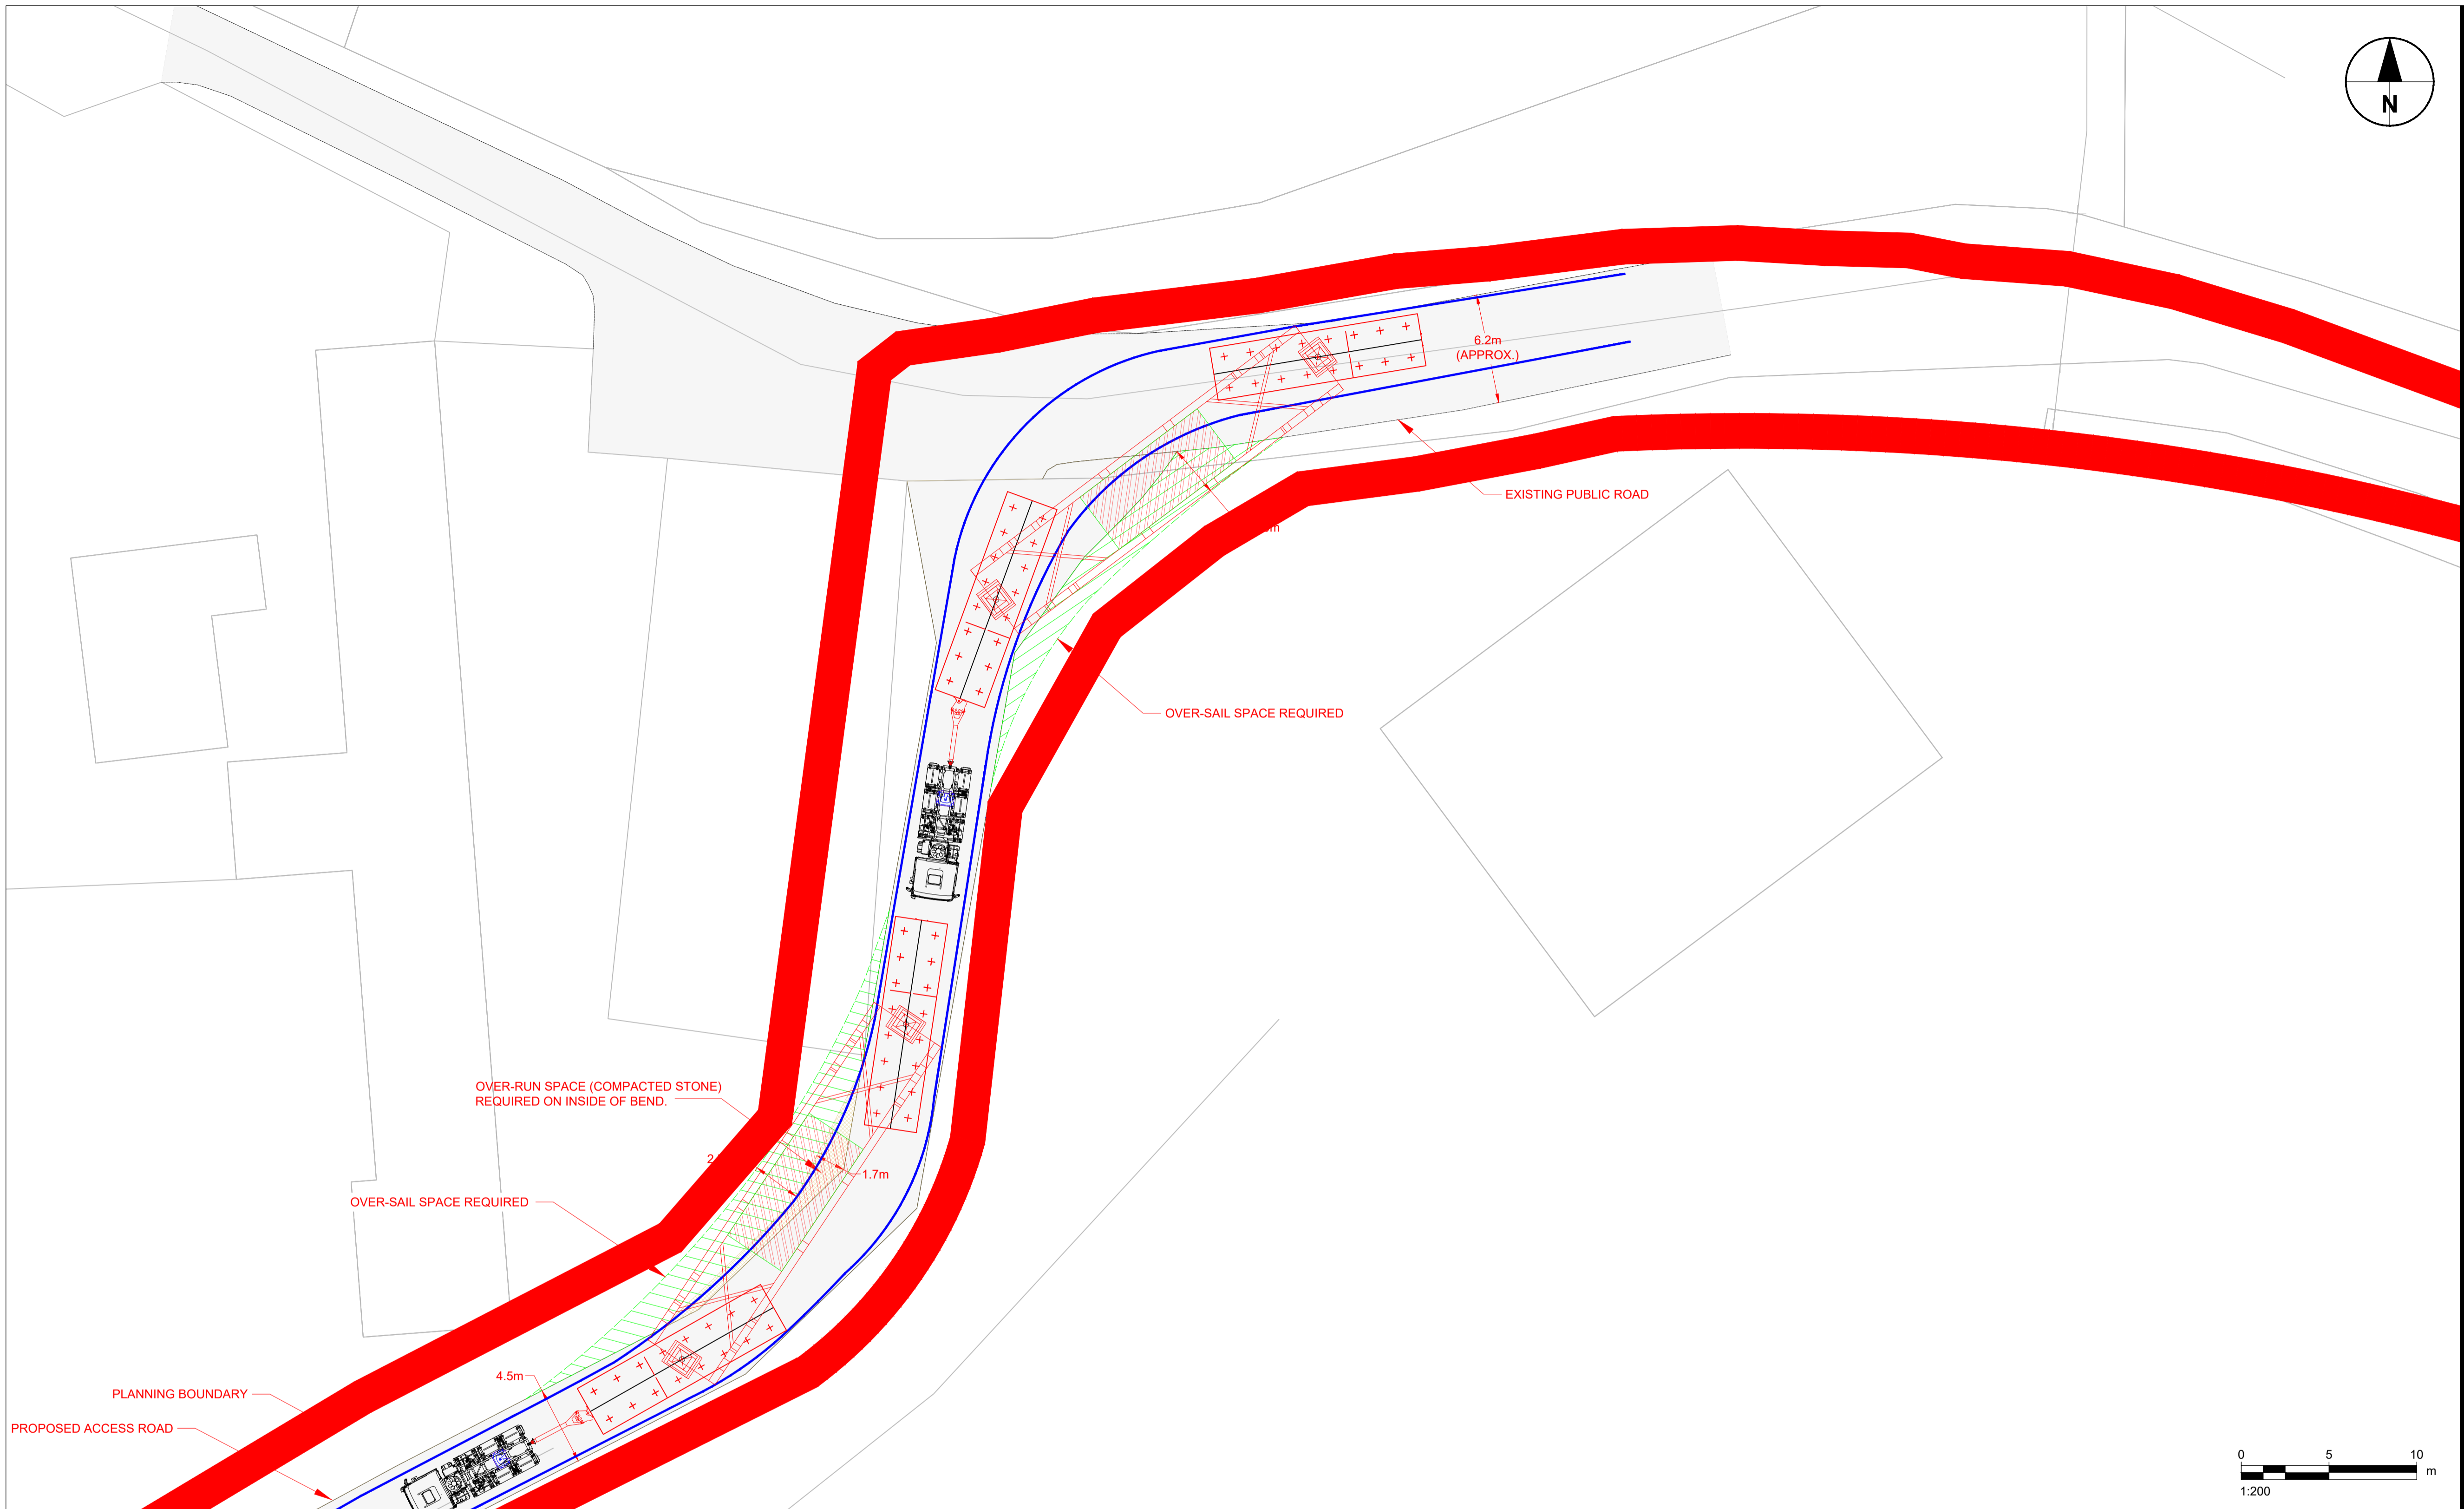 N
6.2m
(APPROX.)
EXISTING PUBLIC ROAD
OVER-SAIL SPACE REQUIRED
OVER-RUN SPACE (COMPACTED STONE)
REQUIRED ON INSIDE OF BEND.
1.7m
OVER-SAIL SPACE REQUIRED
4.5m
PLANNING BOUNDARY
PROPOSED ACCESS ROAD
0 5 10
m
1:200